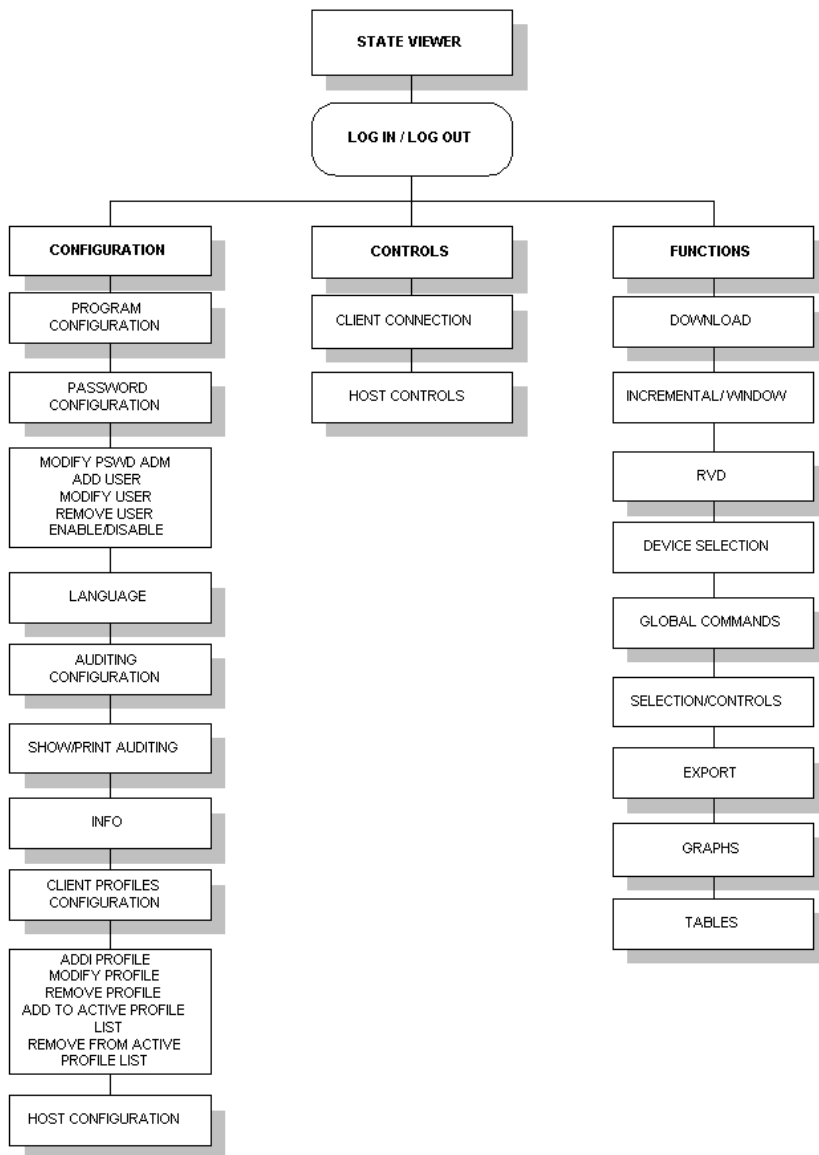 STATE VIEWER
LOG IN / LOG OUT
CONFIGURATION
PROGRAM
CONFIGURATION
PASSWORD
CONFIGURATION
MODIFY PSWD ADM
ADD USER
MODIFY USER
REMOVE USER
ENABLE/DISABLE
LANGUAGE
AUDITING
CONFIGURATION
SHOW/PRINT AUDITING
INFO
CLIENT PROFILES
CONFIGURATION
ADDI PROFILE
MODIFY PROFILE
REMOVE PROFILE
ADD TO ACTIVE PROFILE
LIST
REMOVE FROM ACTIVE
PROFILE LIST
HOST CONFIGURATION
CONTROLS
CLIENT CONNECTION
HOST CONTROLS
FUNCTIONS
DOWNLOAD
INCREMENTAL/ WINDOW
RVD
DEVICE SELECTION
GLOBAL COMMANDS
SELECTION/CONTROLS
EXPORT
GRAPHS
TABLES